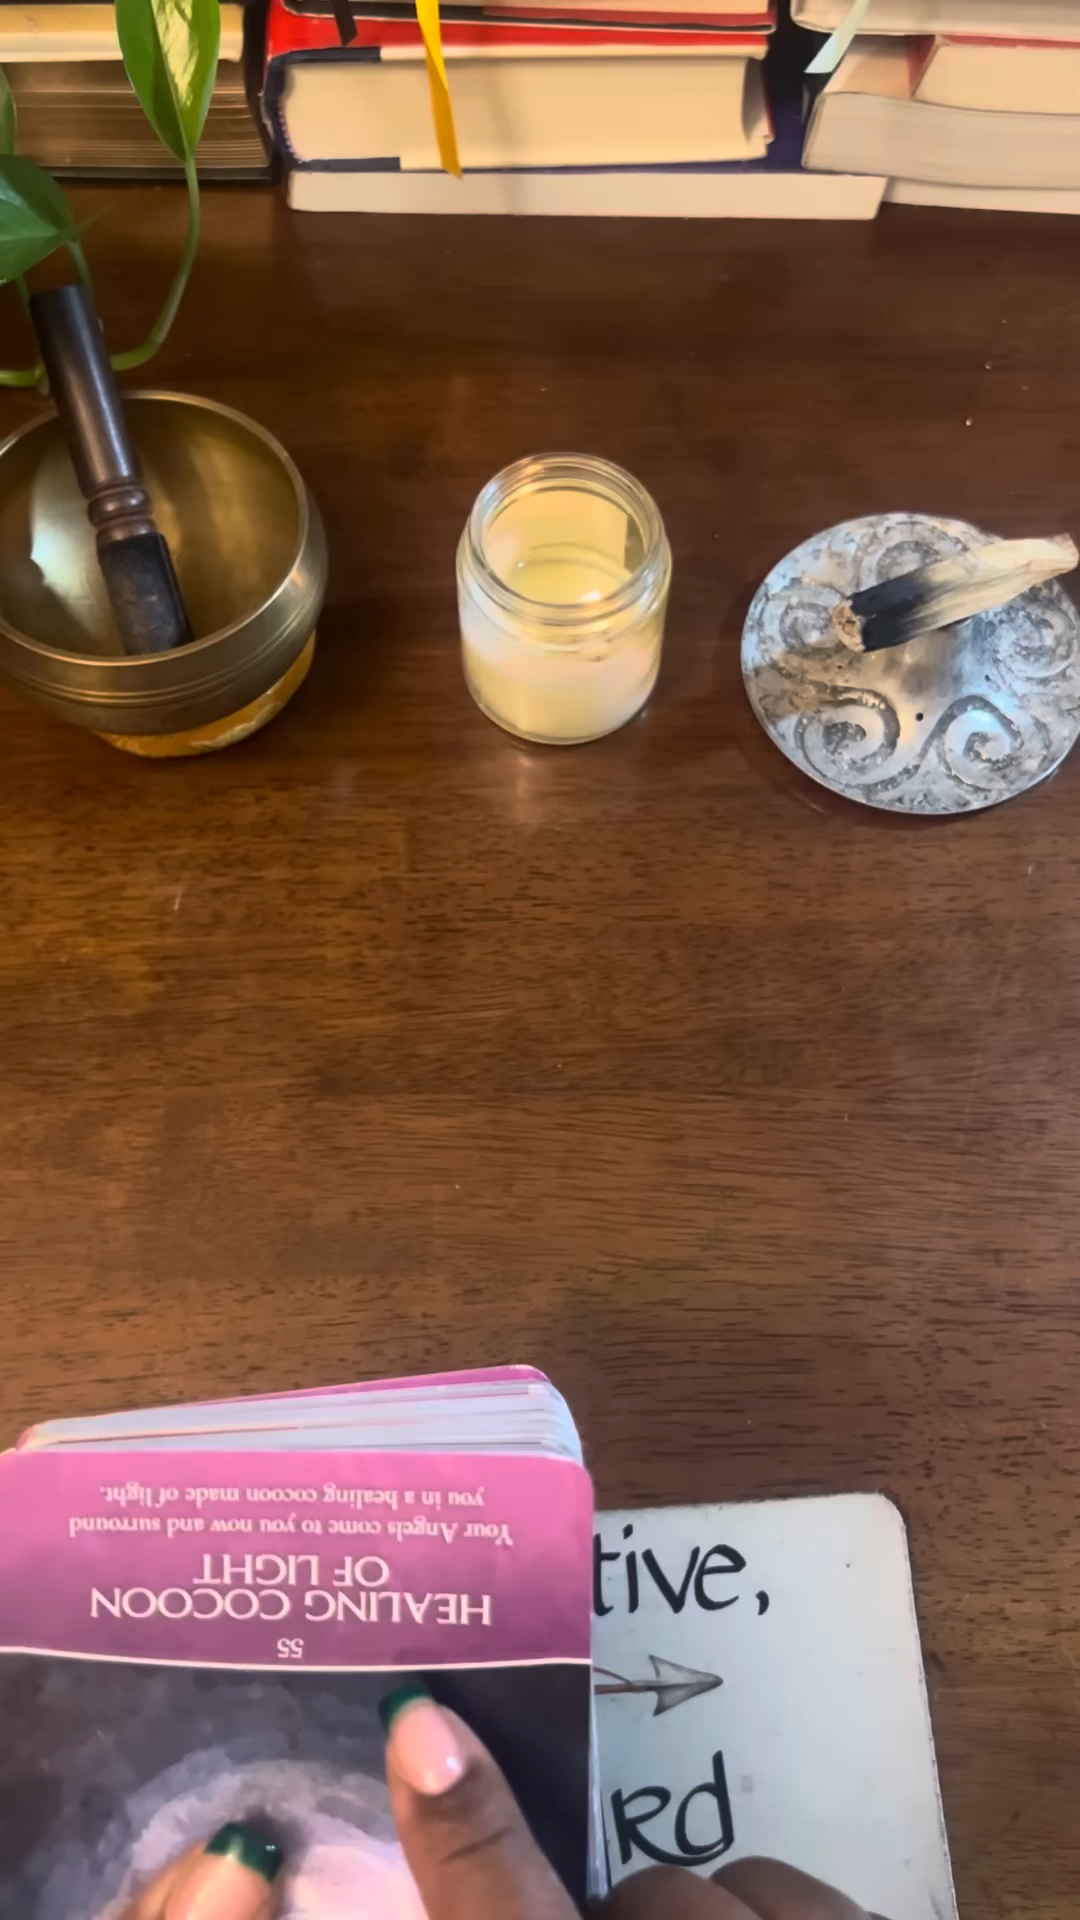 55
HEALING COCOON
OF LIGHT
Your Angels come to you now and surround
you in a healing cocoon made of light.
tive,
RD